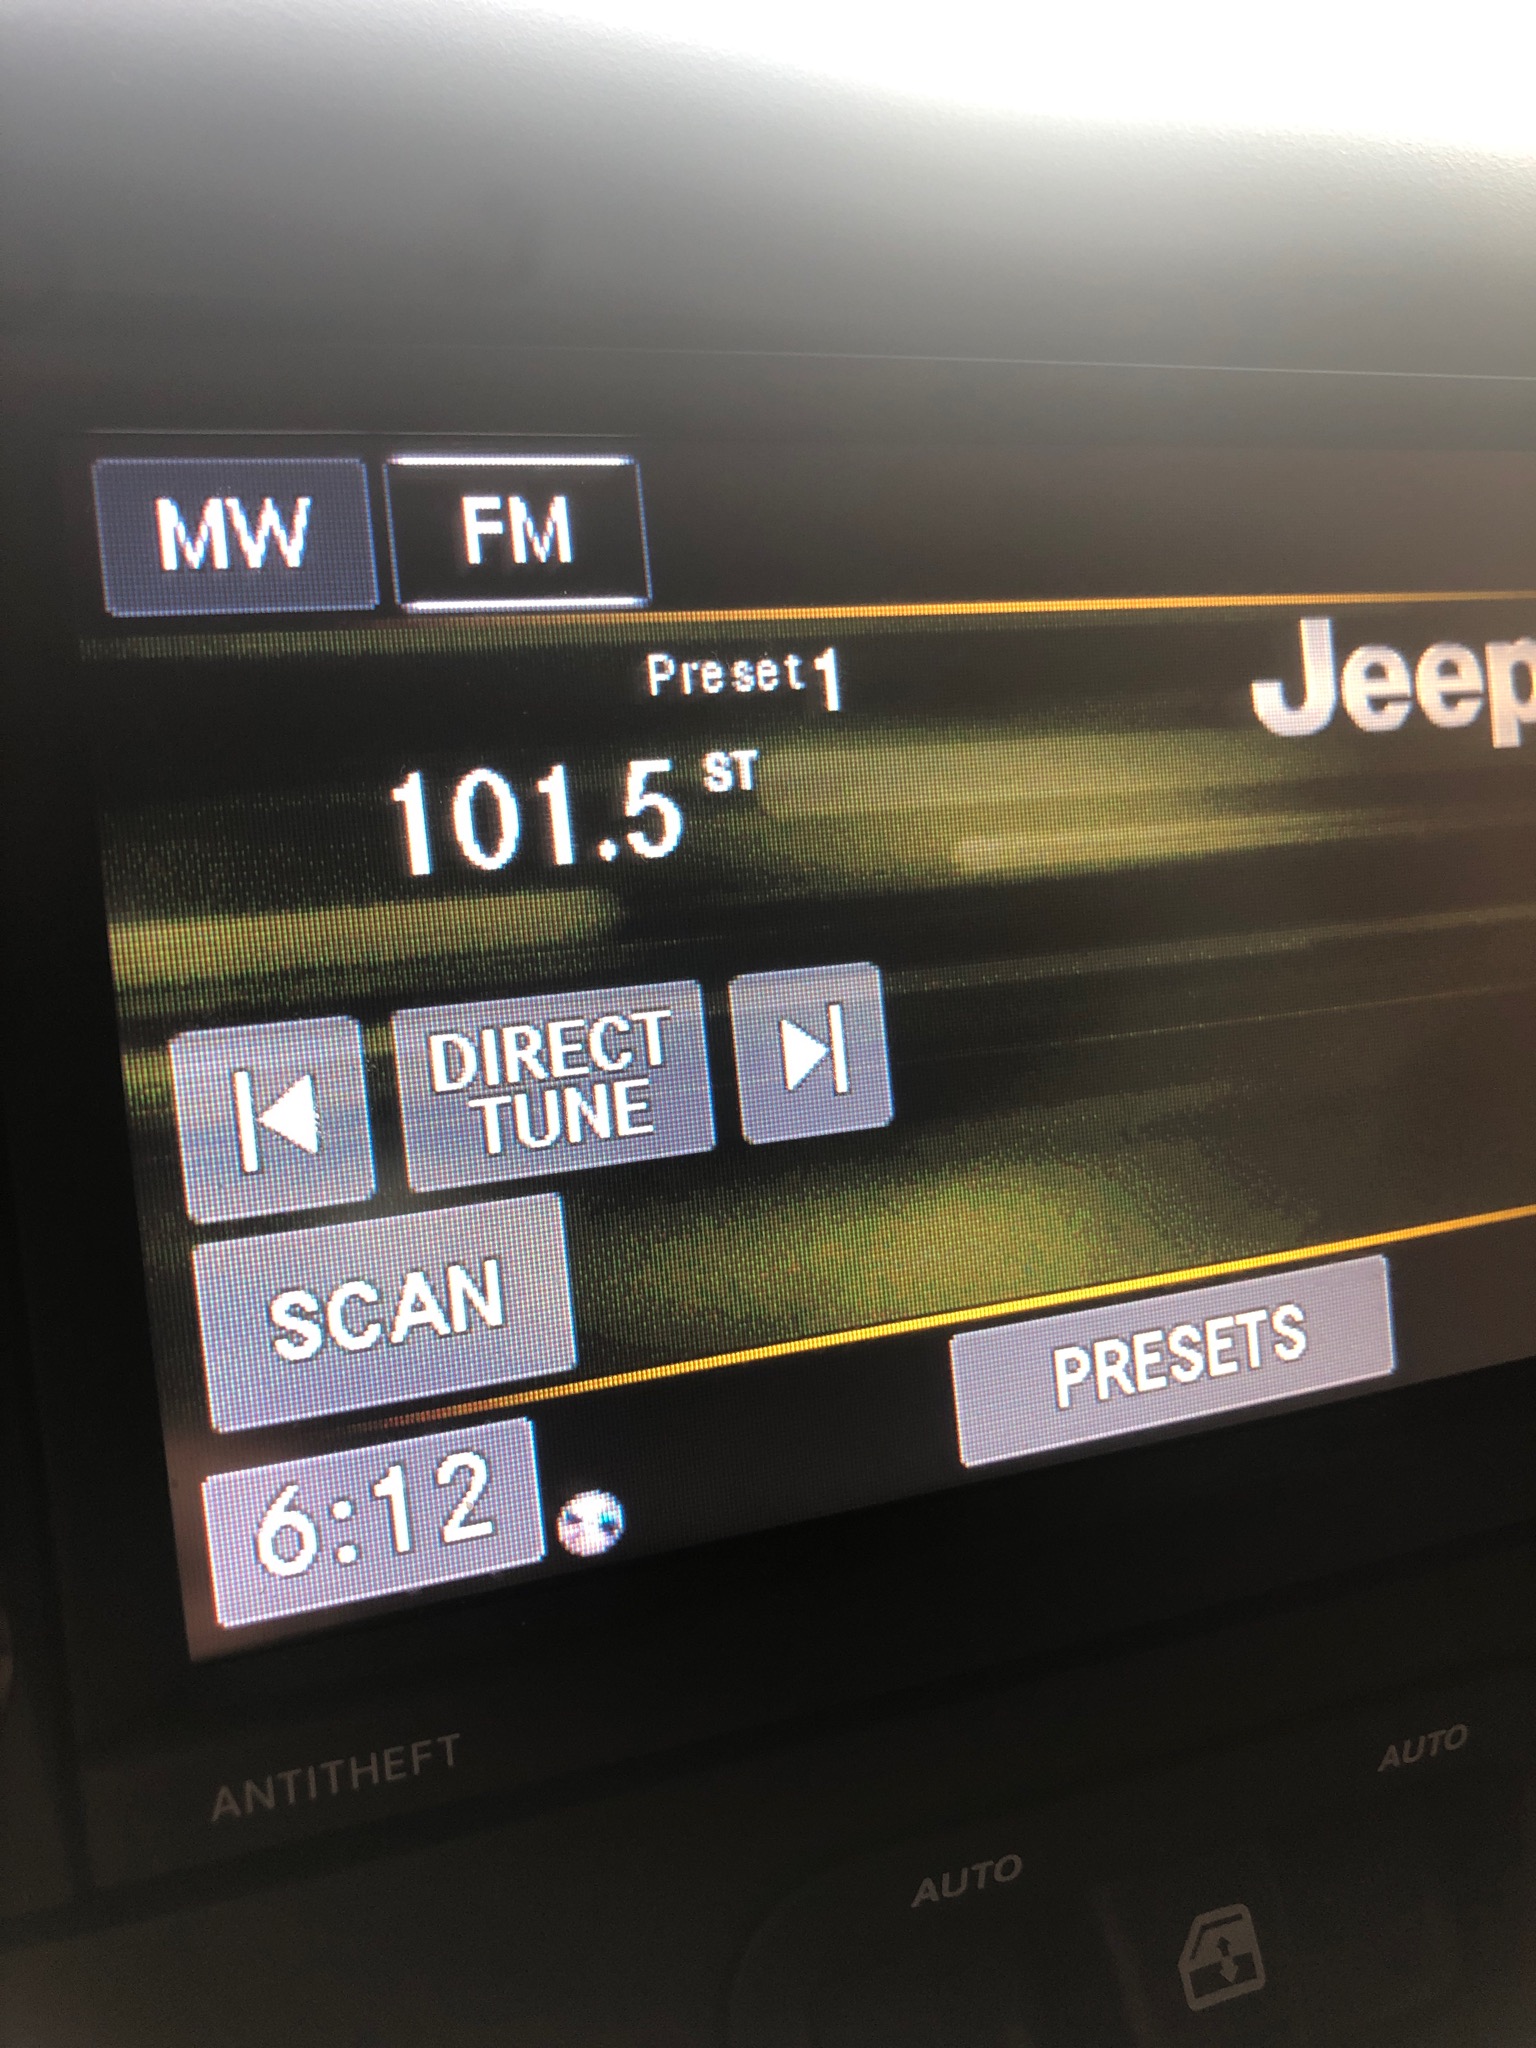 MW FM
Preset 1
Jeep
101.5 ST
DIRECT
TUNE
SCAN
PRESETS
6:12
ANTITHEFT
AUTO
AUTO